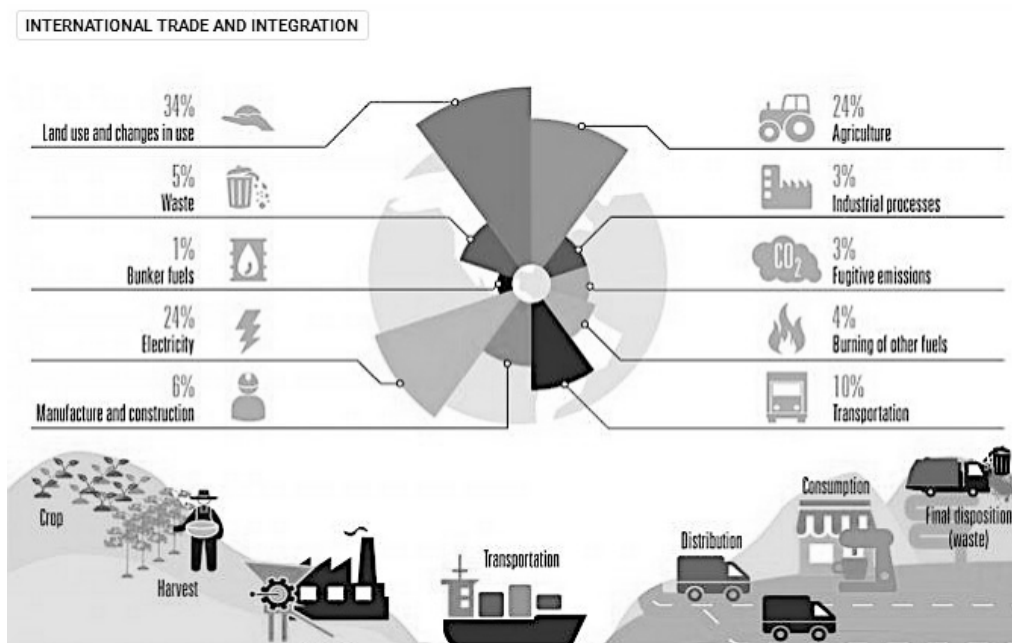 INTERNATIONAL TRADE AND INTEGRATION
34%
Land use and changes in use
5%
Waste
1%
Bunker fuels
24%
Electricity
6%
Manufacture and construction
24%
Agriculture
3%
Industrial processes
CO2
3%
Fugitive emissions
4%
Burning of other fuels
10%
Transportation
Crop
Harvest
Transportation
Distribution
Consumption
Final disposition
(waste)